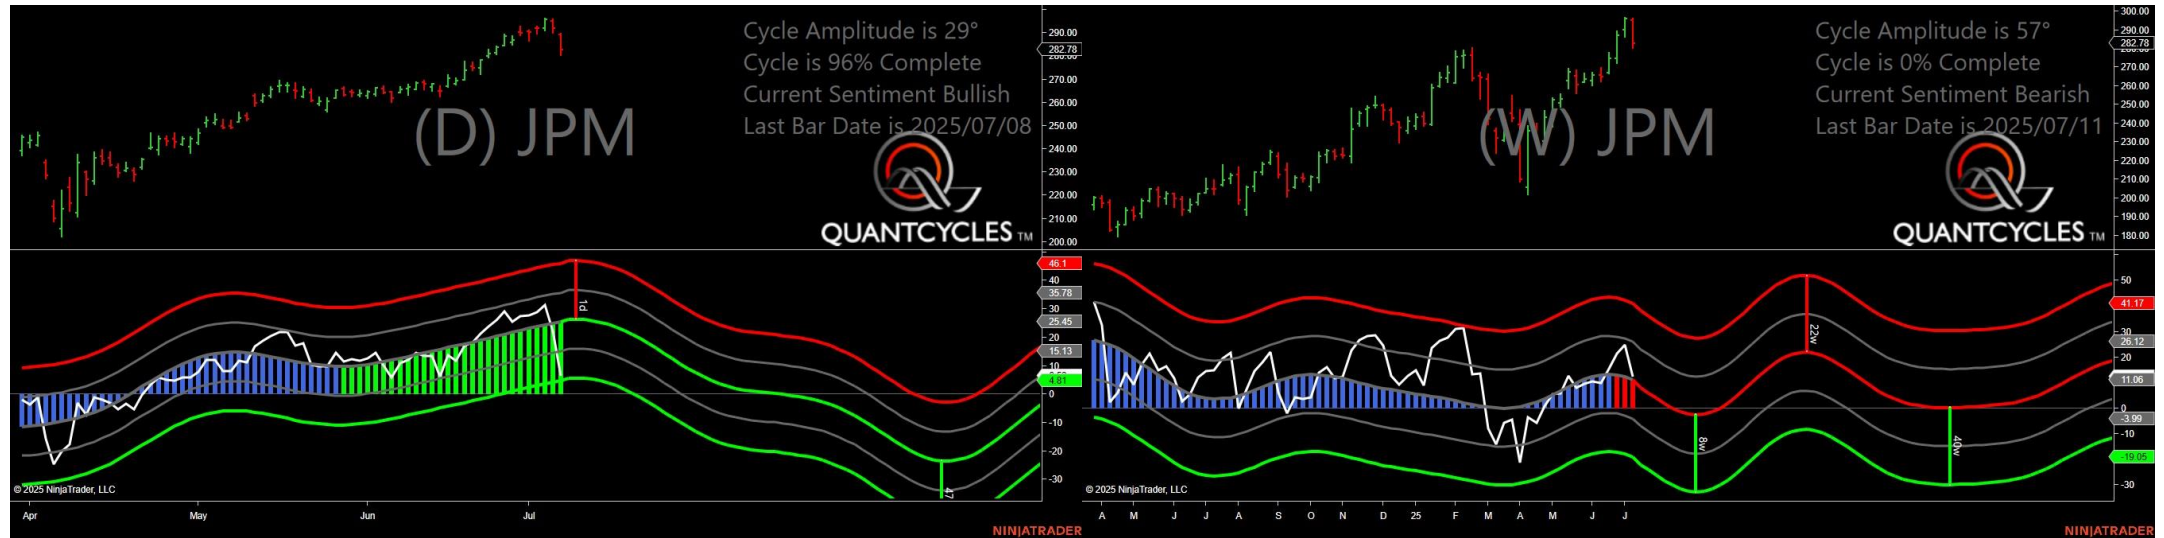 Cycle Amplitude is 29°
Cycle is 96% Complete
Current Sentiment Bullish
Last Bar Date is 2025/07/08
(D) JPM
QUANTCYCLES TM
290.00
282.78
280.00
270.00
260.00
250.00
240.00
230.00
220.00
210.00
200.00
46.1
40
35.78
30
25.45
20
15.13
10
4.81
0
-10
-20
-30
1d
47
© 2025 NinjaTrader, LLC
Apr May Jun Jul
NINJATRADER
Cycle Amplitude is 57°
Cycle is 0% Complete
Current Sentiment Bearish
Last Bar Date is 2025/07/11
(W) JPM
QUANTCYCLES TM
300.00
290.00
282.78
270.00
260.00
250.00
240.00
230.00
220.00
210.00
200.00
190.00
180.00
50
41.17
30
26.12
20
11.06
0
-3.99
-10
-19.05
-30
22w
8w
40w
© 2025 NinjaTrader, LLC
A M J J A S O N D 25 F M A M J J
NINJATRADER